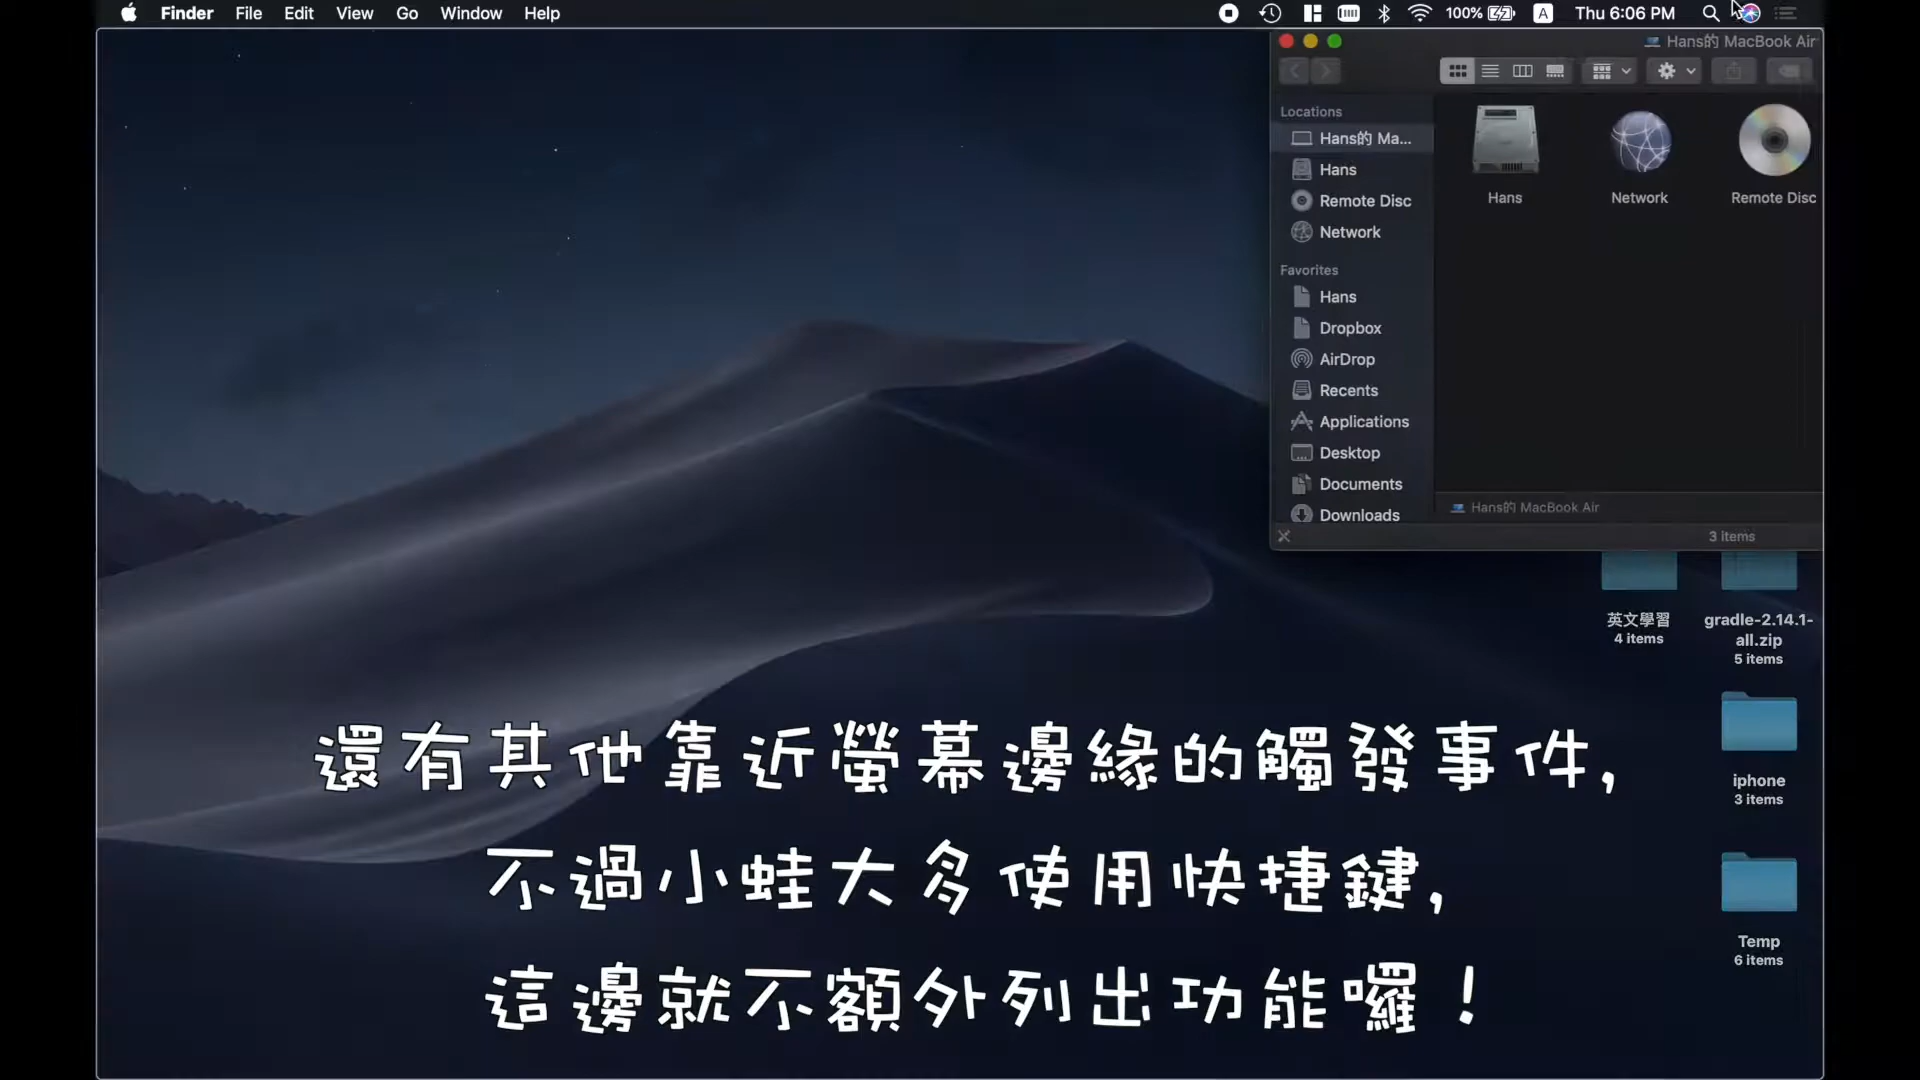 Finder File Edit View Go Window Help
100% A Thu 6:06 PM
Hans的 MacBook Air
Locations
Hans的 Ma...
Hans
Remote Disc
Network
Favorites
Hans
Dropbox
AirDrop
Recents
Applications
Desktop
Documents
Downloads
Hans
Network
Remote Disc
Hans的 MacBook Air
3 items
英文學習
4 items
gradle-2.14.1-
all.zip
5 items
iphone
3 items
Temp
6 items
還有其他靠近螢幕邊緣的觸發事件,
不過小蛙大多使用快捷鍵,
這邊就不額外列出功能囉！